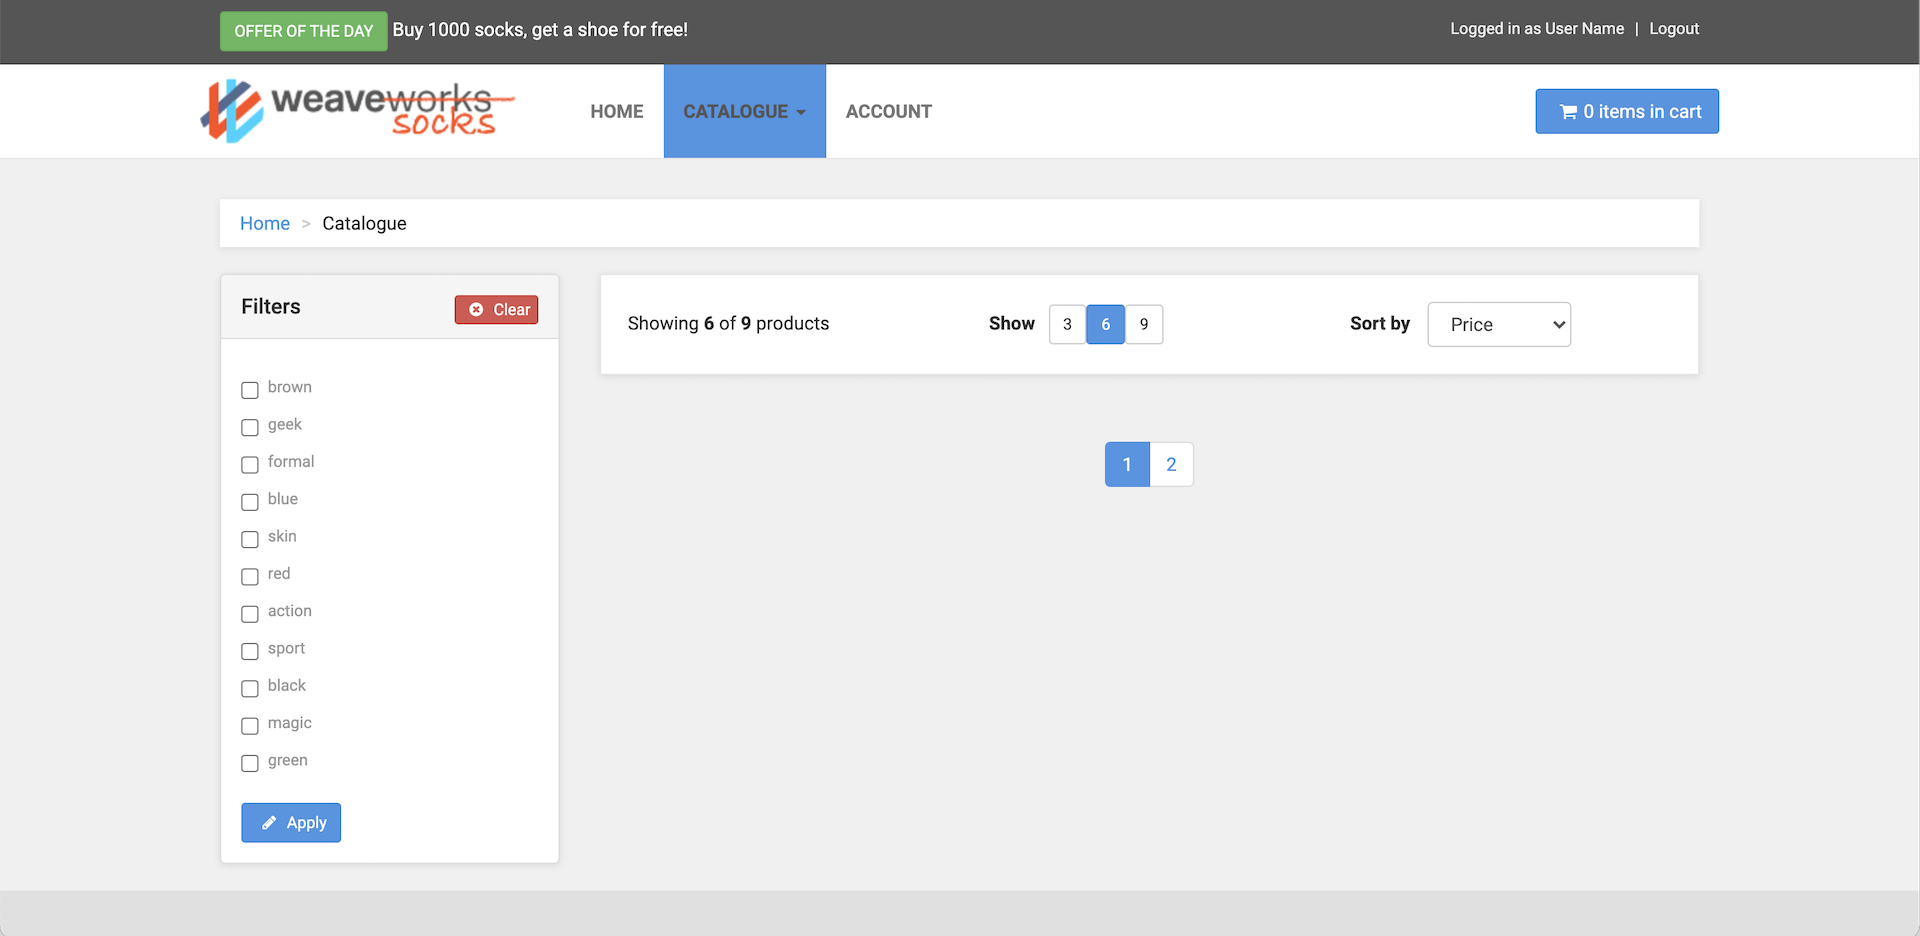 OFFER OF THE DAY Buy 1000 socks, get a shoe for free!
Logged in as User Name | Logout
weaveworks
socks
HOME
CATALOGUE
ACCOUNT
0 items in cart
Home > Catalogue
Filters
Clear
brown
geek
formal
blue
skin
red
action
sport
black
magic
green
Apply
Showing 6 of 9 products
Show 3 6 9
Sort by Price
1 2